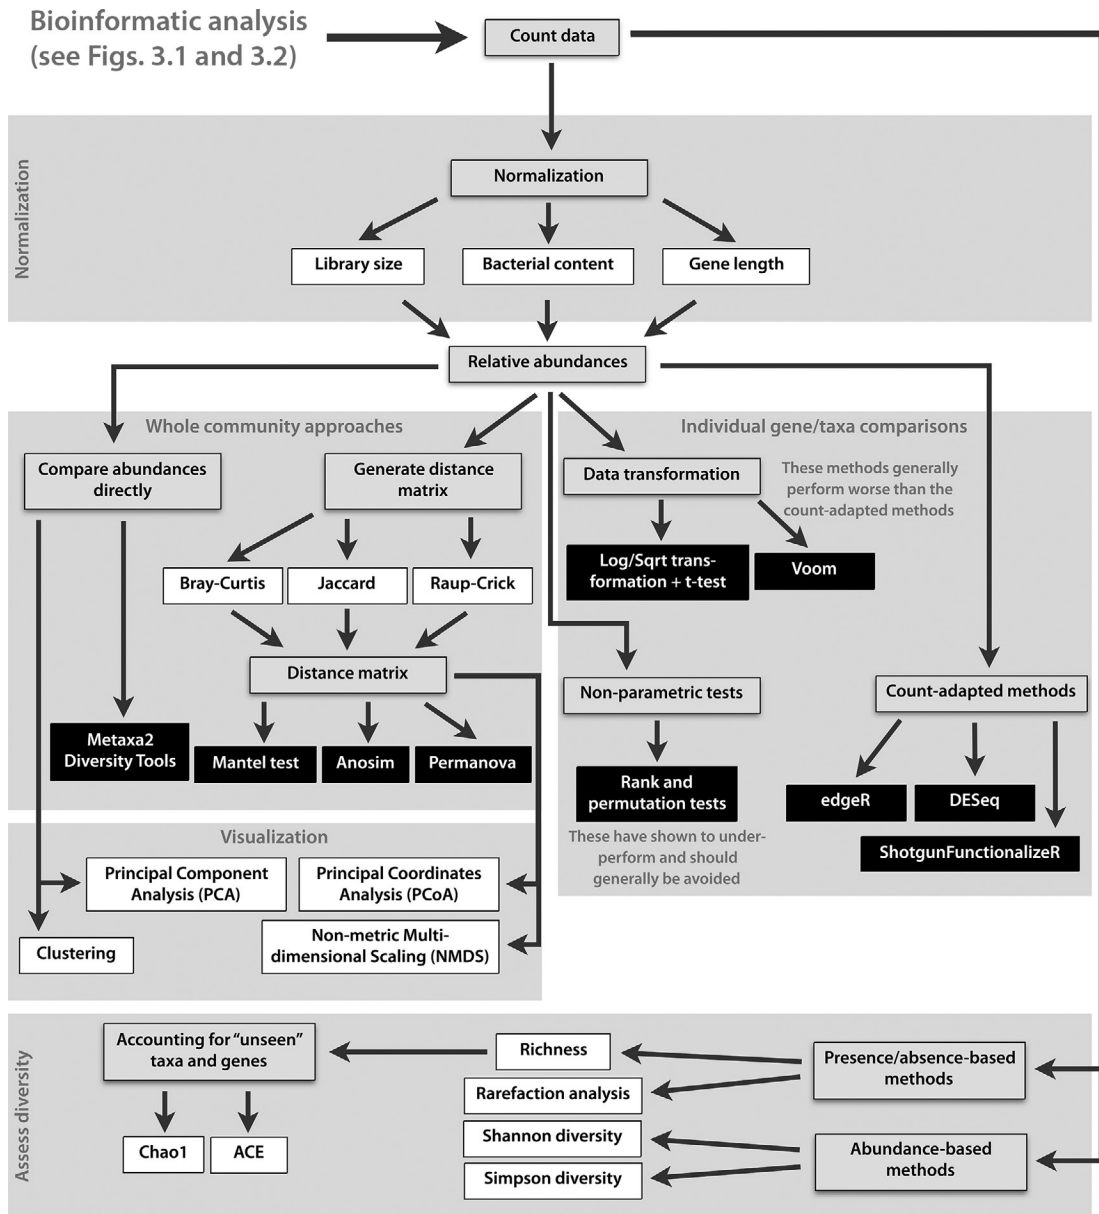 Bioinformatic analysis
(see Figs. 3.1 and 3.2)
Count data
Normalization
Normalization
Library size
Bacterial content
Gene length
Relative abundances
Whole community approaches
Compare abundances
directly
Generate distance
matrix
Bray-Curtis
Jaccard
Raup-Crick
Distance matrix
Metaxa2
Diversity Tools
Mantel test
Anosim
Permanova
Individual gene/taxa comparisons
Data transformation
These methods generally
perform worse than the
count-adapted methods
Log/Sqrt trans-
formation + t-test
Voom
Non-parametric tests
Count-adapted methods
Rank and
permutation tests
These have shown to under-
perform and should
generally be avoided
edgeR
DESeq
ShotgunFunctionalizeR
Visualization
Principal Component
Analysis (PCA)
Principal Coordinates
Analysis (PCoA)
Clustering
Non-metric Multi-
dimensional Scaling (NMDS)
Assess diversity
Accounting for “unseen”
taxa and genes
Richness
Presence/absence-based
methods
Rarefaction analysis
Chao1
ACE
Shannon diversity
Simpson diversity
Abundance-based
methods